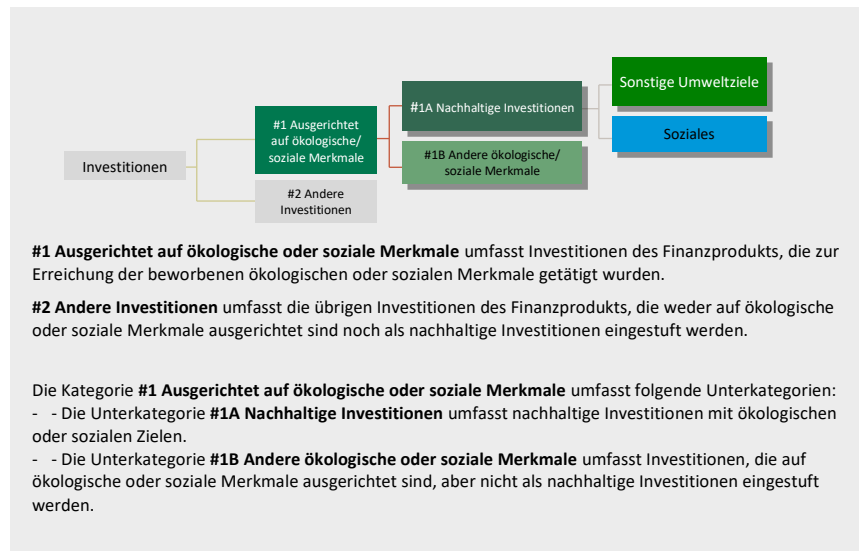 Investitionen
#1 Ausgerichtet
auf ökologische/
soziale Merkmale
#2 Andere
Investitionen
#1A Nachhaltige Investitionen
#1B Andere ökologische/
soziale Merkmale
Sonstige Umweltziele
Soziales
#1 Ausgerichtet auf ökologische oder soziale Merkmale umfasst Investitionen des Finanzprodukts, die zur
Erreichung der beworbenen ökologischen oder sozialen Merkmale getätigt wurden.
#2 Andere Investitionen umfasst die übrigen Investitionen des Finanzprodukts, die weder auf ökologische
oder soziale Merkmale ausgerichtet sind noch als nachhaltige Investitionen eingestuft werden.
Die Kategorie #1 Ausgerichtet auf ökologische oder soziale Merkmale umfasst folgende Unterkategorien:
- - Die Unterkategorie #1A Nachhaltige Investitionen umfasst nachhaltige Investitionen mit ökologischen
oder sozialen Zielen.
- - Die Unterkategorie #1B Andere ökologische oder soziale Merkmale umfasst Investitionen, die auf
ökologische oder soziale Merkmale ausgerichtet sind, aber nicht als nachhaltige Investitionen eingestuft
werden.